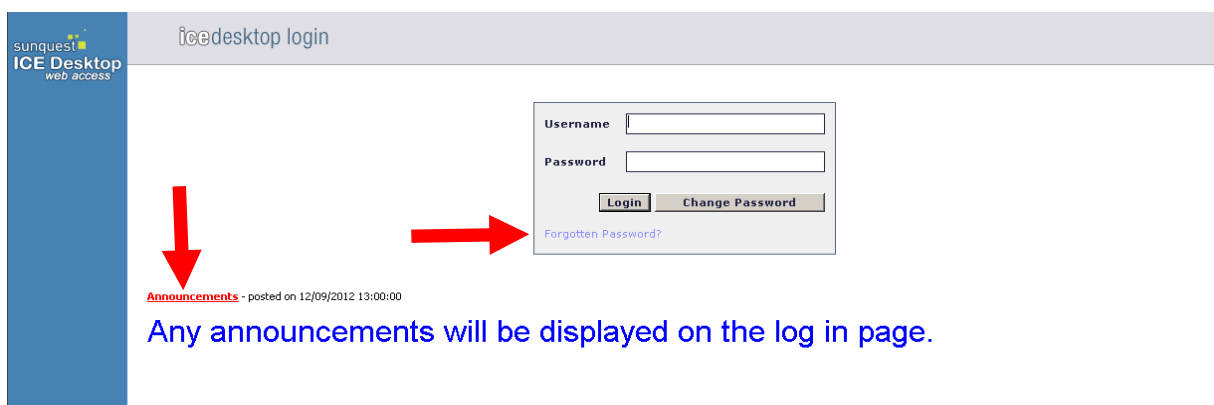 sunquest
ICE Desktop
web access
icedesktop login
Username
Password
Login Change Password
Forgotten Password?
Announcements - posted on 12/09/2012 13:00:00
Any announcements will be displayed on the log in page.